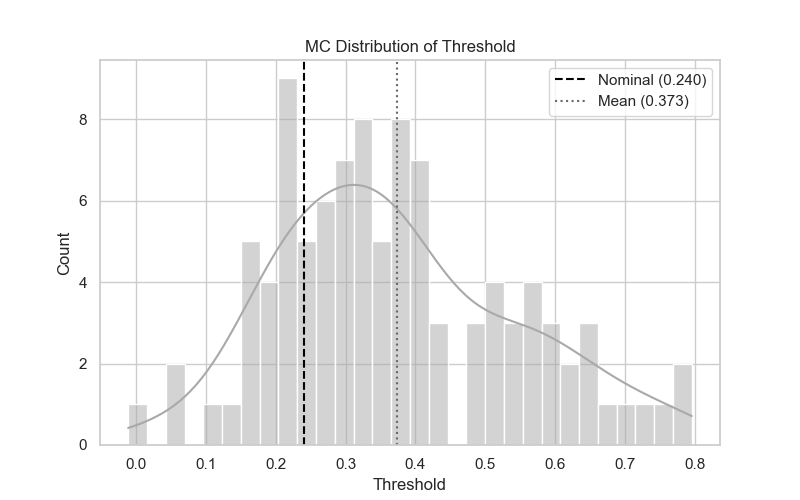 MC Distribution of Threshold
Nominal (0.240)
Mean (0.373)
Count
8
6
4
2
0
0.0 0.1 0.2 0.3 0.4 0.5 0.6 0.7 0.8
Threshold